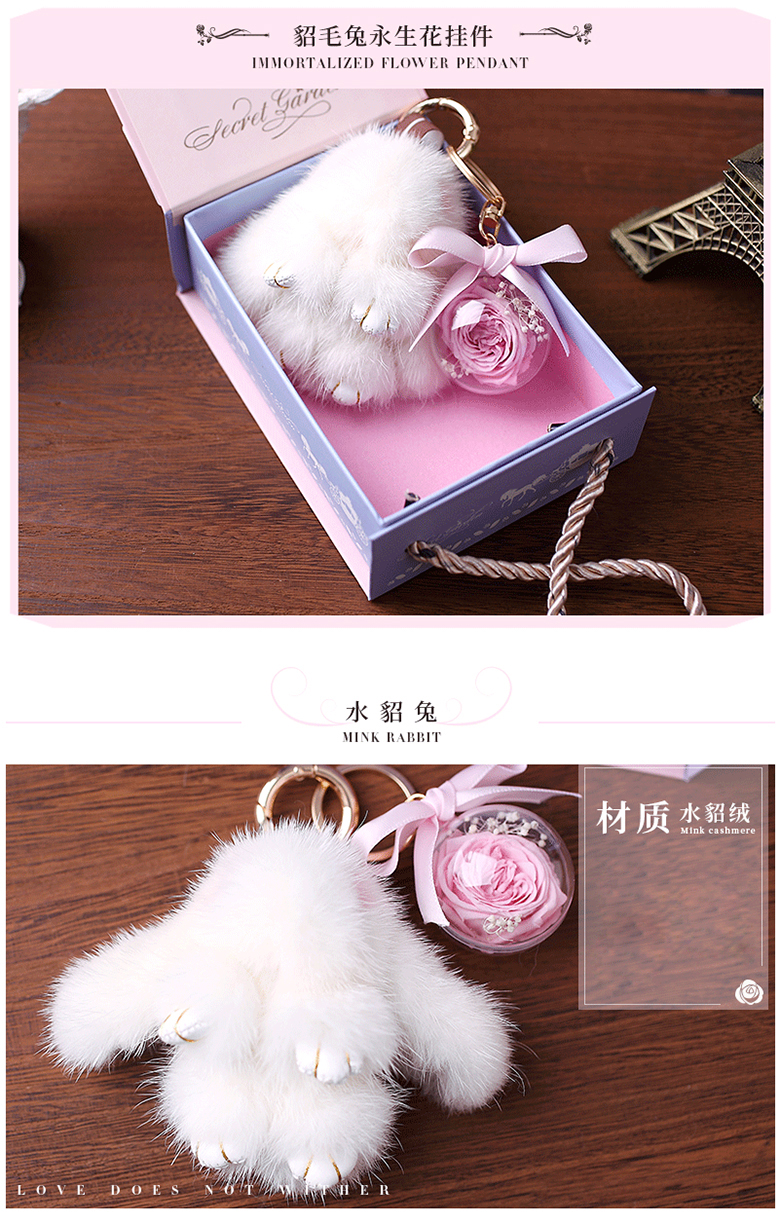 貂毛兔永生花挂件
IMMORTALIZED FLOWER PENDANT
Secret Garden
水貂兔
MINK RABBIT
材质 水貂绒
Mink cashmere
LOVE DOES NOT WITHER